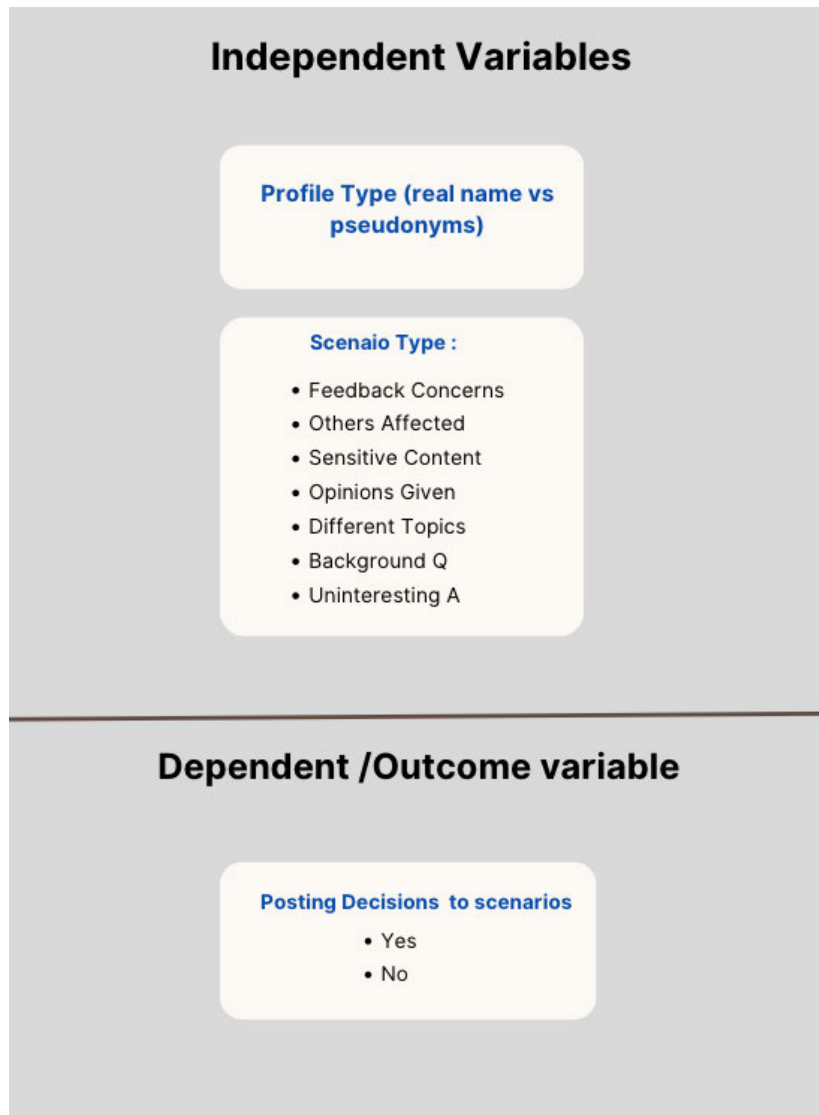 Independent Variables
Profile Type (real name vs
pseudonyms)
Scenaio Type :
• Feedback Concerns
• Others Affected
• Sensitive Content
• Opinions Given
• Different Topics
• Background Q
• Uninteresting A
Dependent /Outcome variable
Posting Decisions to scenarios
• Yes
• No